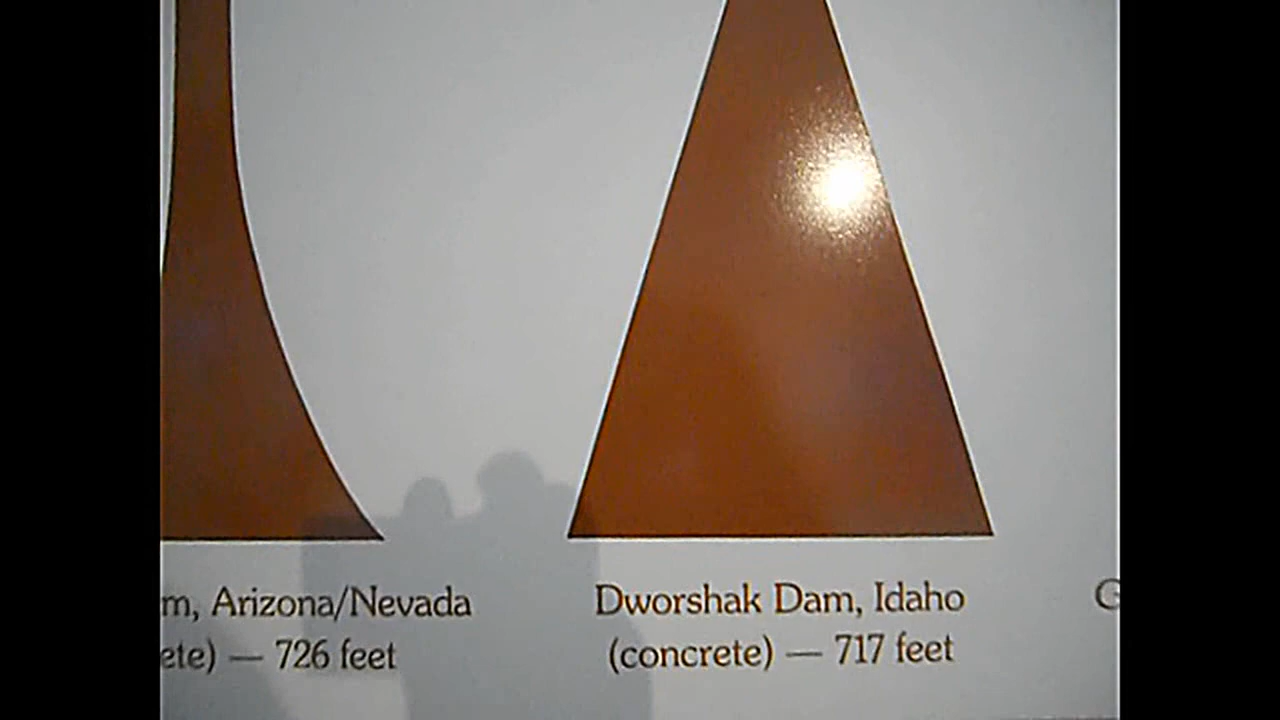 m, Arizona/Nevada
ete) — 726 feet
Dworshak Dam, Idaho
(concrete) — 717 feet
G